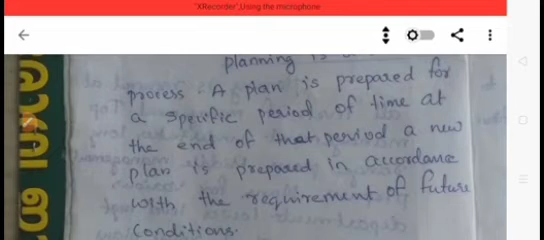 "XRecorder",Using the microphone
planning is
process A plan is prepared for
a specific period of time at
the end of that period a new
plan is prepared in accordance
with the requirement of future
conditions.